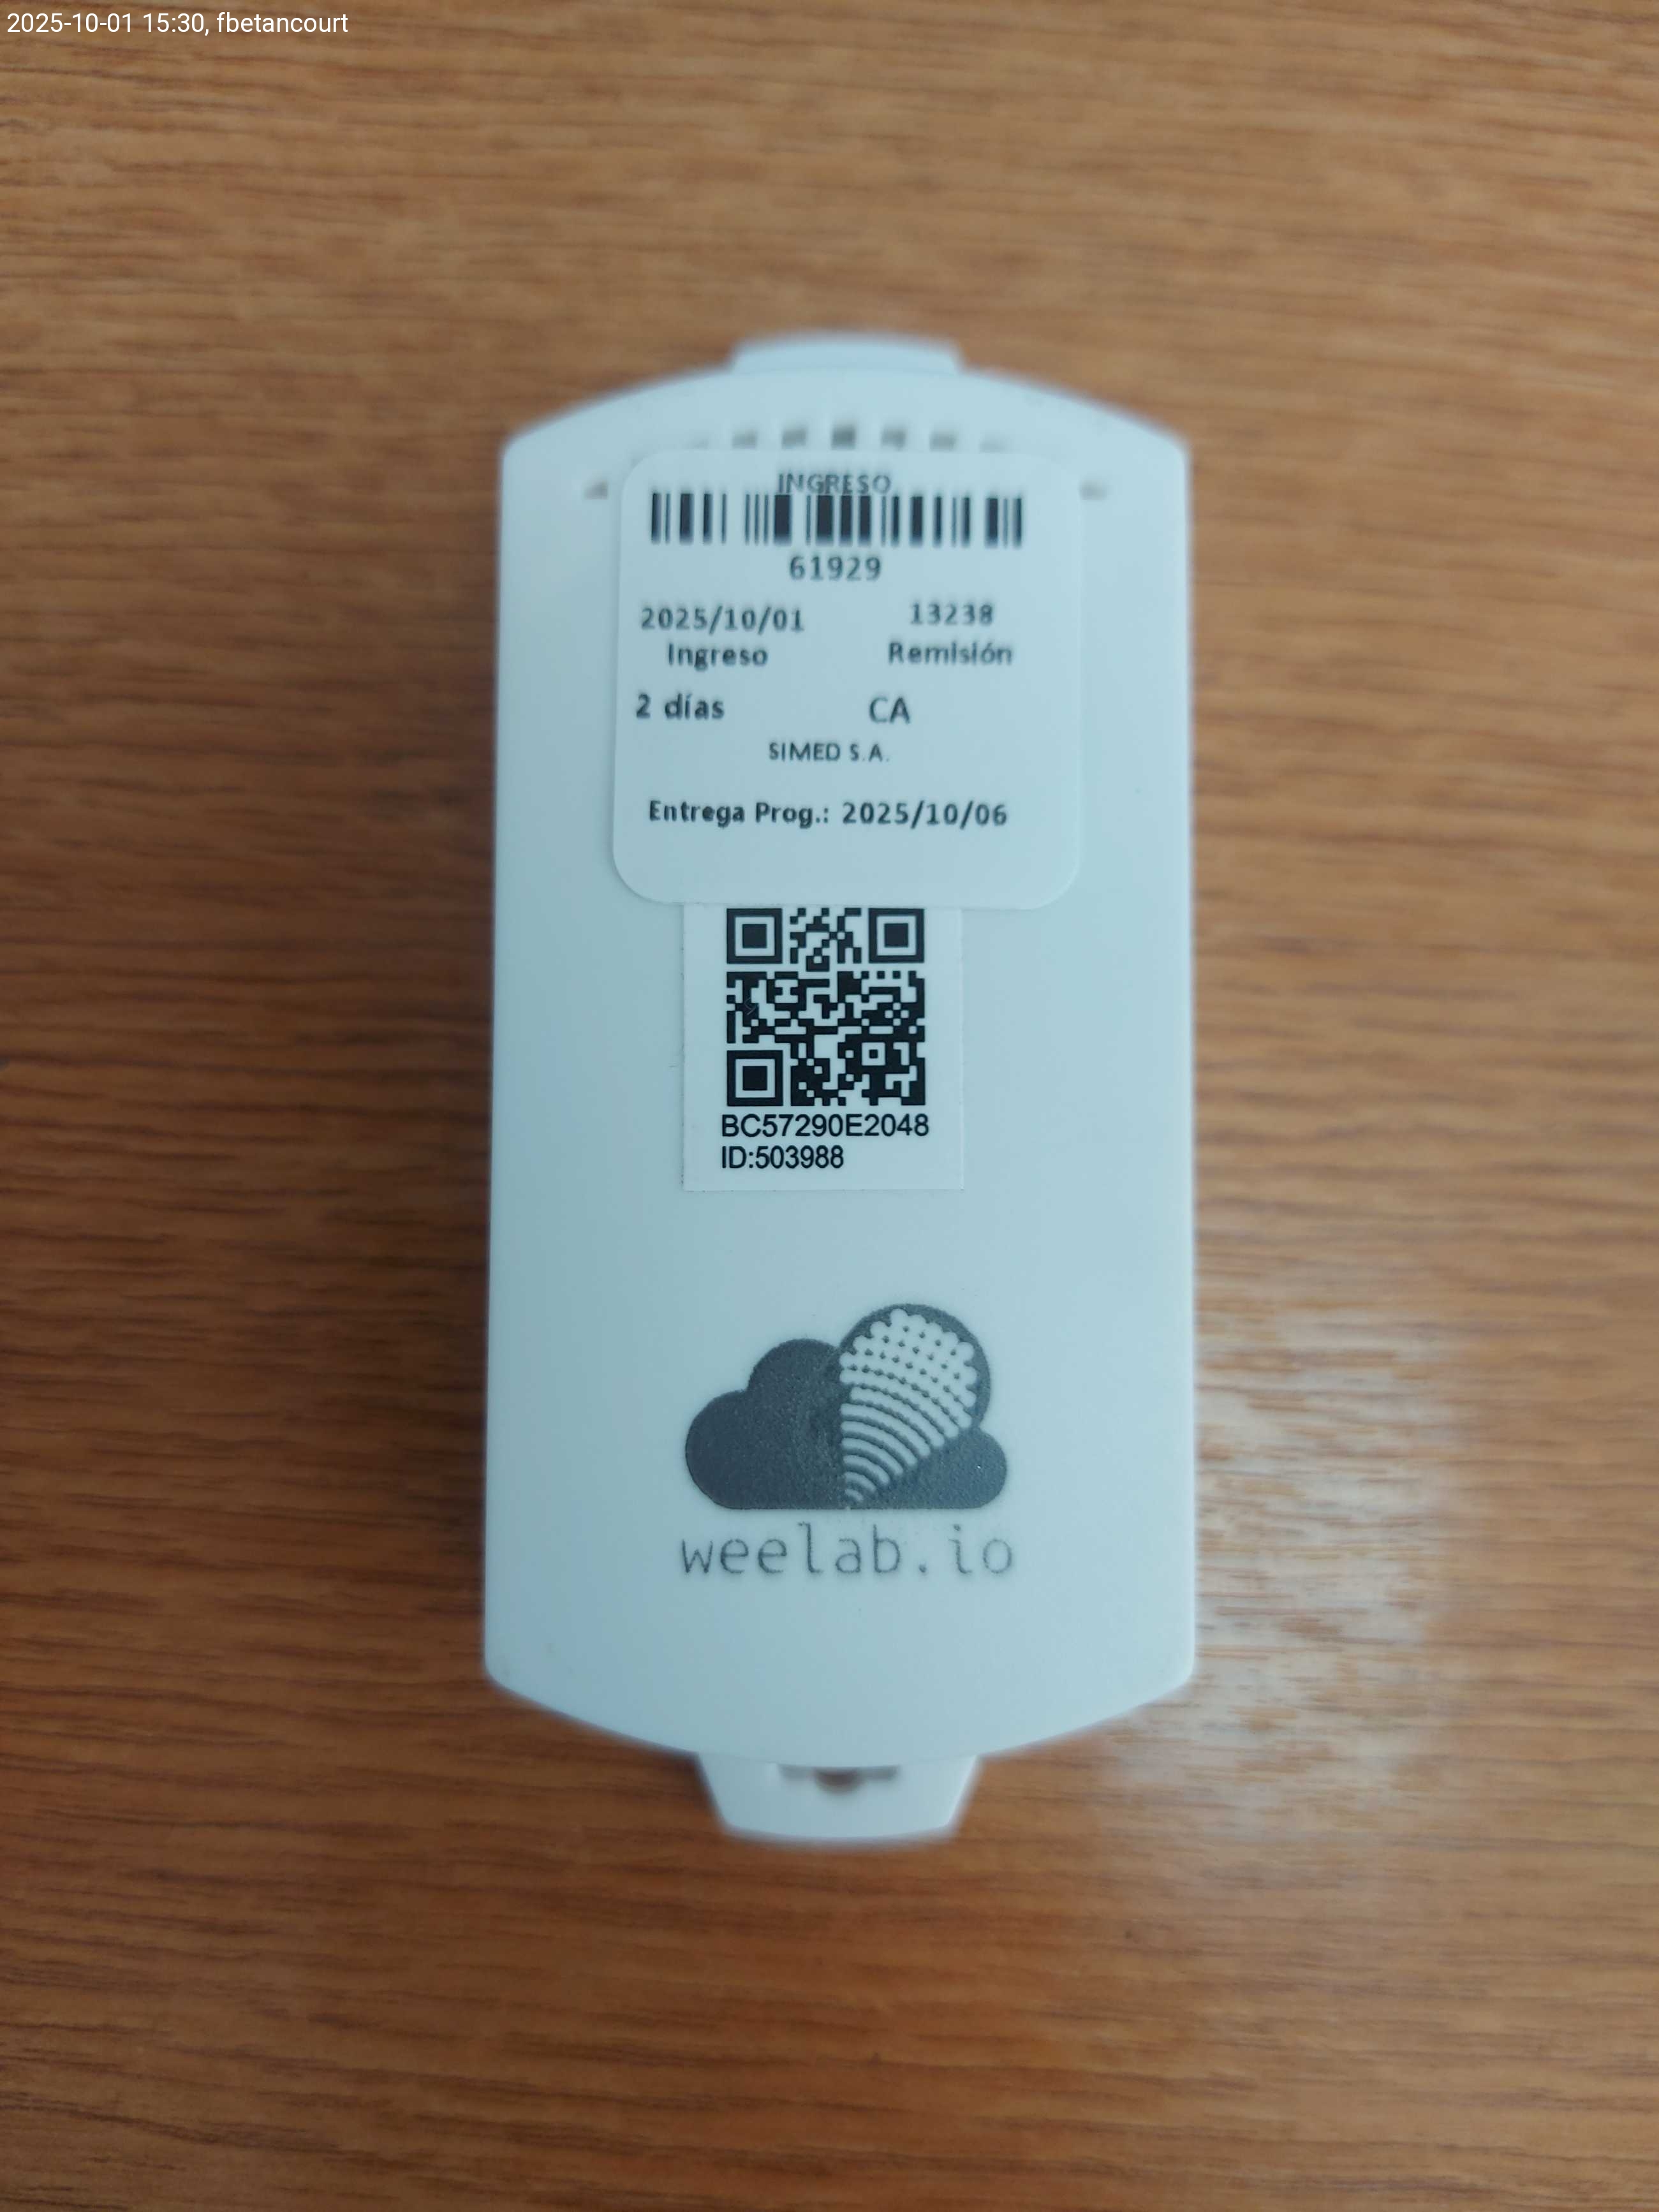 2025-10-01 15:30, fbetancourt
INGRESO
61929
2025/10/01 13238
Ingreso Remisión
2 días CA
SIMED S.A.
Entrega Prog.: 2025/10/06
BC57290E2048
ID:503988
weelab.io